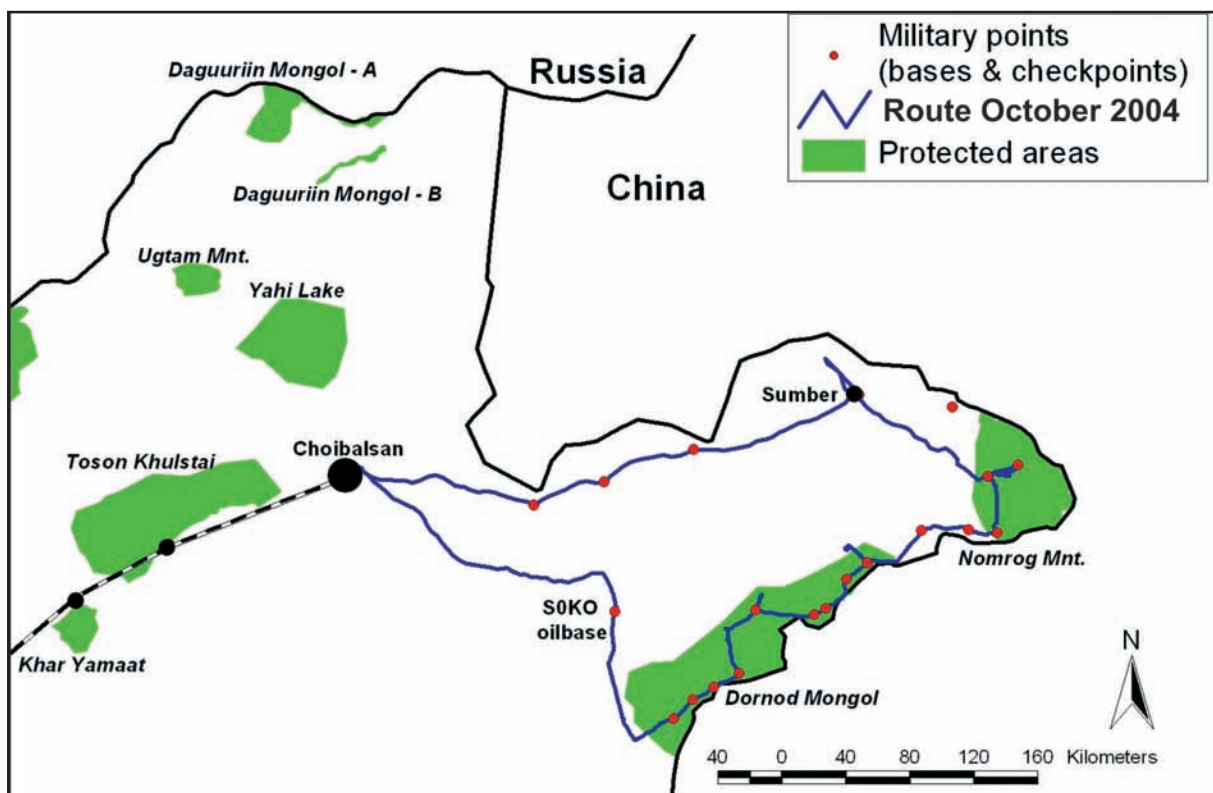 Military points
(bases & checkpoints)
Route October 2004
Protected areas
Russia
China
Daguuriin Mongol - A
Daguuriin Mongol - B
Ugtam Mnt.
Yahi Lake
Sumber
Choibalsan
Toson Khulstai
Nomrog Mnt.
S0KO
oilbase
Khar Yamaat
Dornod Mongol
N
40 0 40 80 120 160 Kilometers